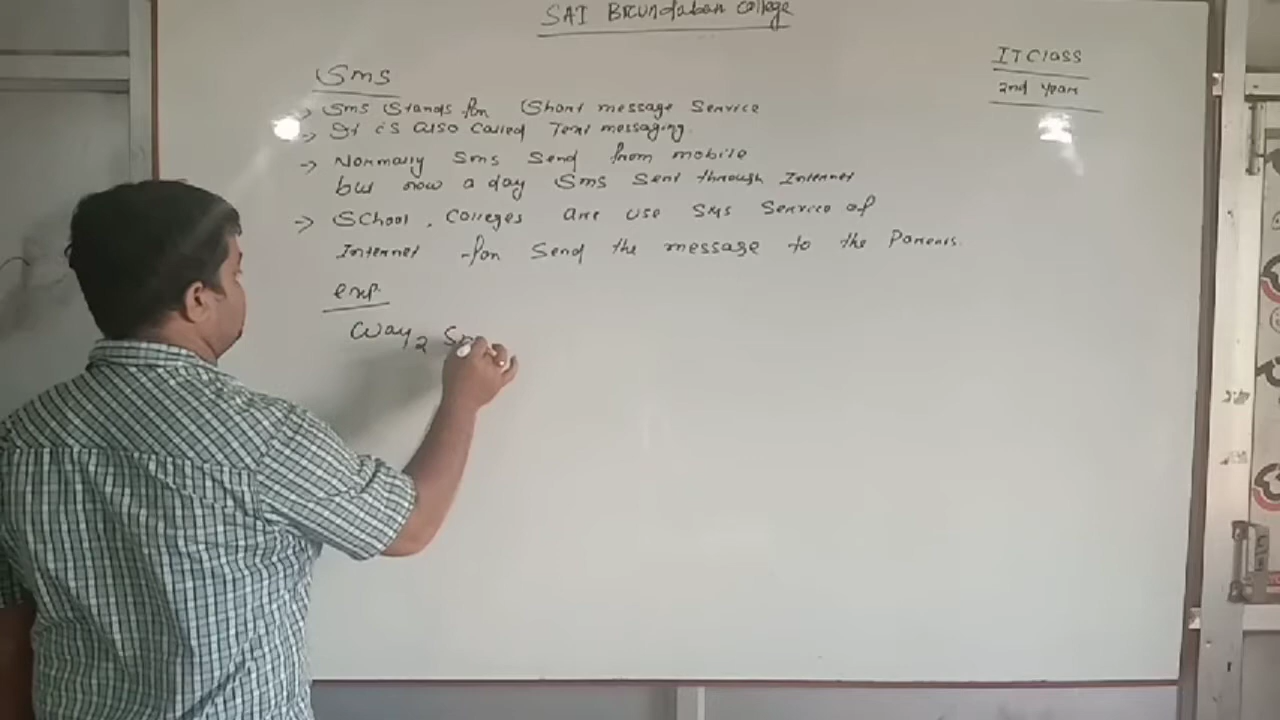 SAI Brundaban College
IT Class
2nd year
Sms
→ Sms Stands for Short message Service
→ It is also Called Text messaging.
→ Normally Sms Send from mobile
but now a day Sms Sent through Internet
→ School, Colleges are use SMS Service of
Internet for Send the message to the Parents.
exp
Way2 Sm